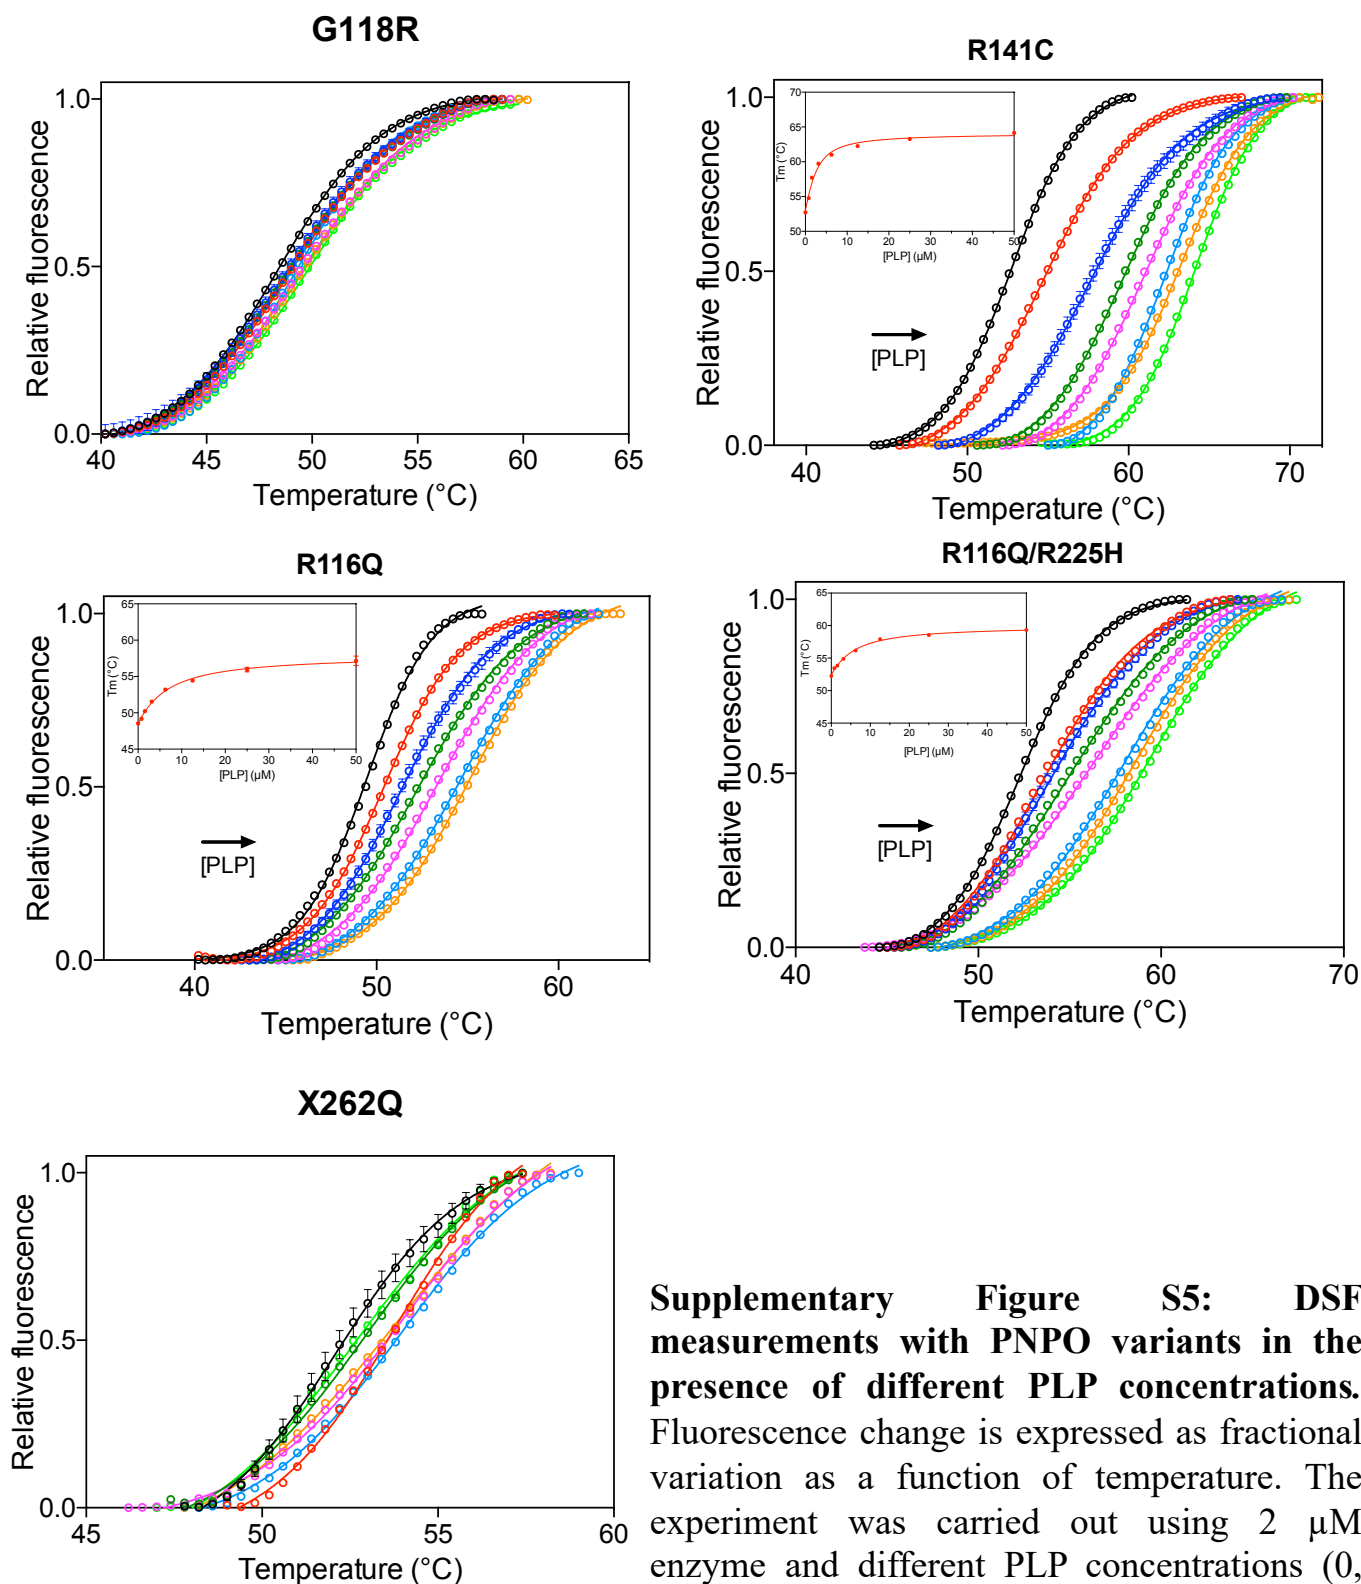 G118R
Relative fluorescence
1.0
0.5
0.0
40 45 50 55 60 65
Temperature (°C)
R141C
Relative fluorescence
1.0
0.5
0.0
40 50 60 70
Temperature (°C)
[PLP]
Tm (°C)
70
65
60
55
50
0 10 20 30 40 50
[PLP] (µM)
R116Q
Relative fluorescence
1.0
0.5
0.0
40 50 60
Temperature (°C)
[PLP]
Tm (°C)
65
60
55
50
45
0 10 20 30 40 50
[PLP] (µM)
R116Q/R225H
Relative fluorescence
1.0
0.5
0.0
40 50 60 70
Temperature (°C)
[PLP]
Tm (°C)
65
60
55
50
45
0 10 20 30 40 50
[PLP] (µM)
X262Q
Relative fluorescence
1.0
0.5
0.0
45 50 55 60
Temperature (°C)
Supplementary Figure S5: DSF
measurements with PNPO variants in the
presence of different PLP concentrations.
Fluorescence change is expressed as fractional
variation as a function of temperature. The
experiment was carried out using 2 µM
enzyme and different PLP concentrations (0,